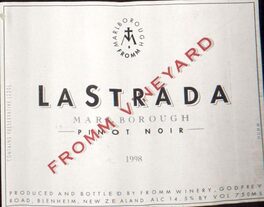 MARLBOROUGH
FROMM
LASTRADA
MARLBOROUGH
PINOT NOIR
FROMM VINEYARD
1998
PRODUCED AND BOTTLED BY FROMM WINERY, GODFREY
ROAD, BLENHEIM, NEW ZEALAND ALC 14.5% BY VOL 750ML